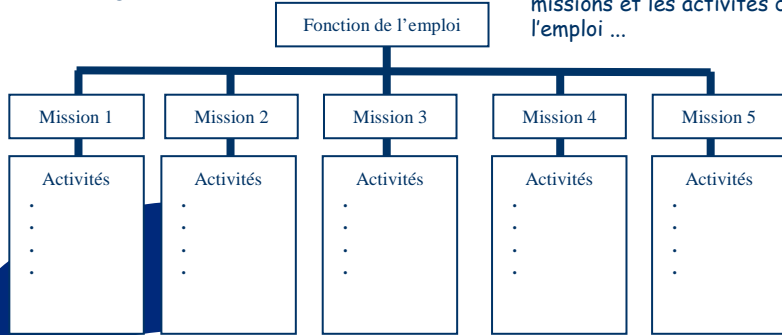 missions et les activités
l'emploi ...
Fonction de l'emploi
Mission 1
Mission 2
Mission 3
Mission 4
Mission 5
Activités
.
.
.
.
Activités
.
.
.
.
Activités
.
.
.
.
Activités
.
.
.
.
Activités
.
.
.
.